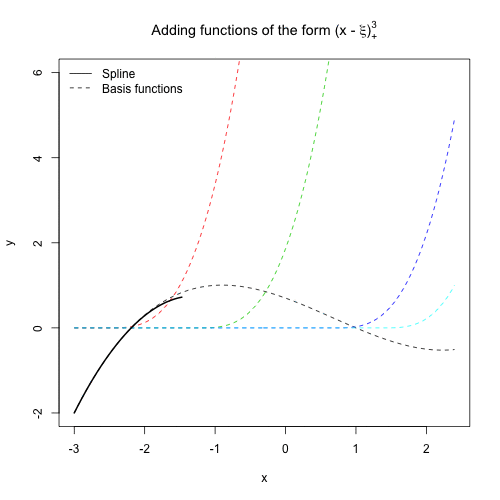 Adding functions of the form (x - ξ)³₊
Spline
Basis functions
6
4
2
0
-2
y
-3
-2
-1
0
1
2
x